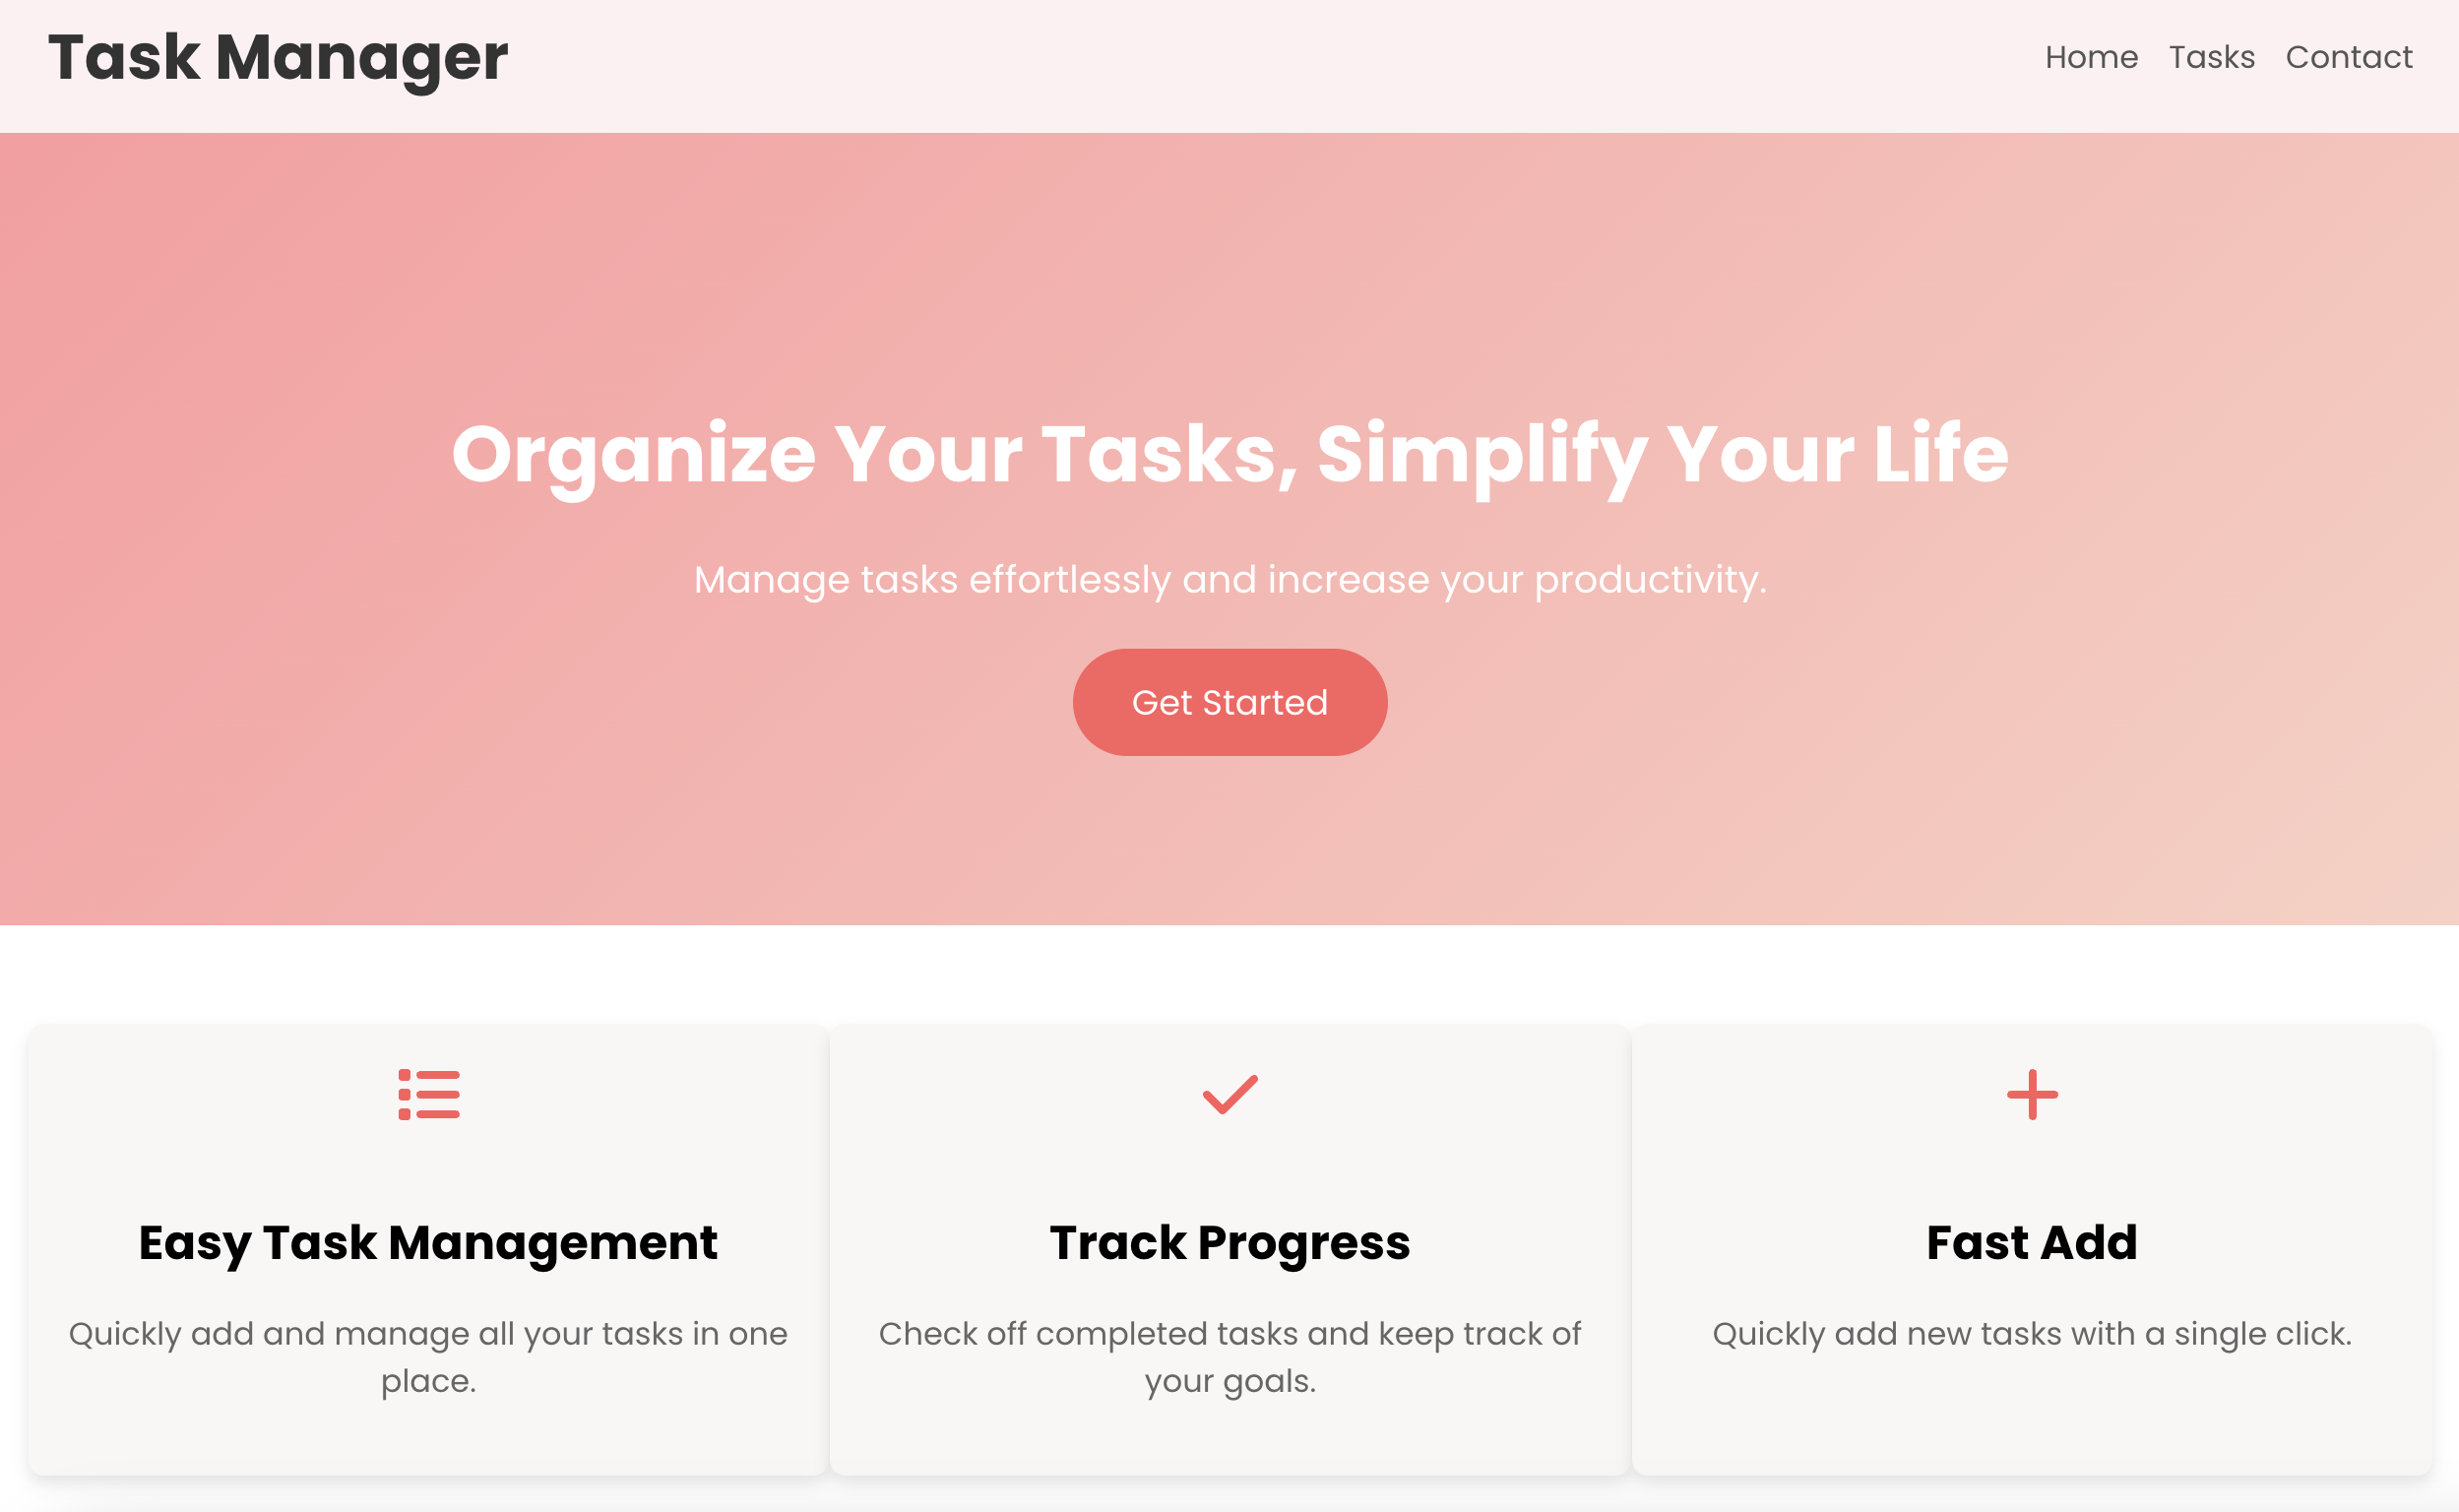 Task Manager
Home Tasks Contact
Organize Your Tasks, Simplify Your Life
Manage tasks effortlessly and increase your productivity.
Get Started
Easy Task Management
Quickly add and manage all your tasks in one
place.
Track Progress
Check off completed tasks and keep track of
your goals.
Fast Add
Quickly add new tasks with a single click.